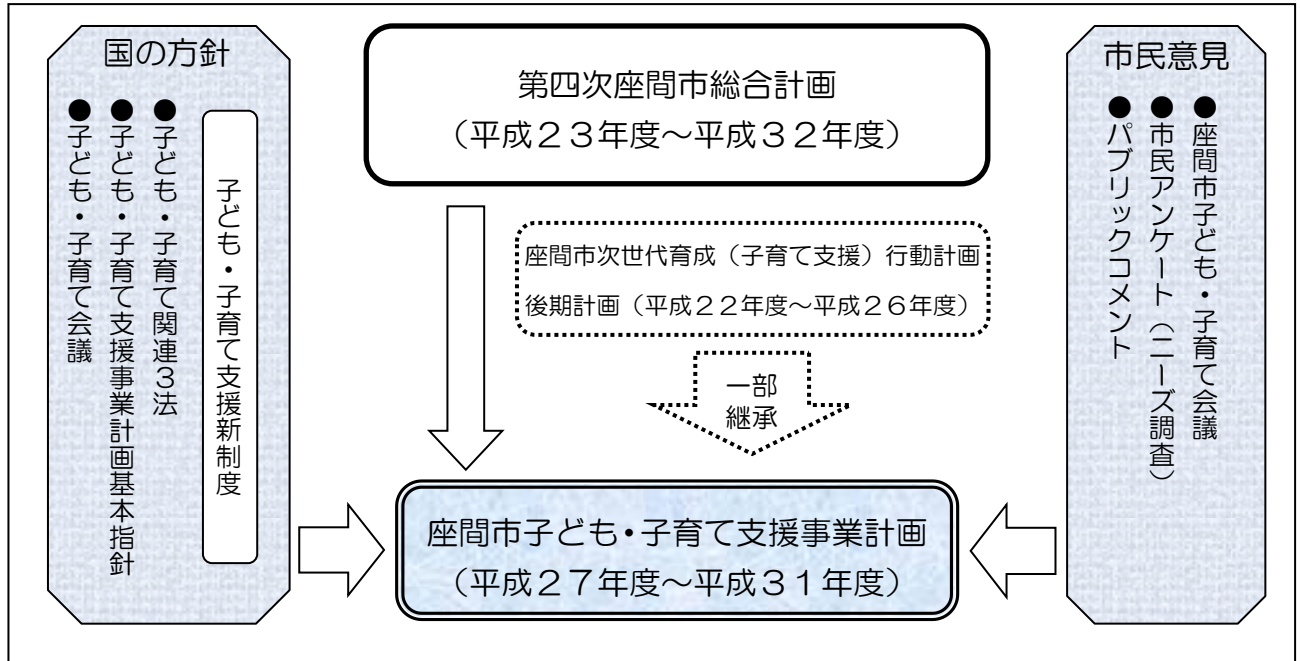 国の方針
子ども・子育て支援新制度
●子ども・子育て関連3法
●子ども・子育て支援事業計画基本指針
●子ども・子育て会議
第四次座間市総合計画
（平成２３年度～平成３２年度）
座間市次世代育成（子育て支援）行動計画
後期計画（平成２２年度～平成２６年度）
一部
継承
座間市子ども・子育て支援事業計画
（平成２７年度～平成３１年度）
市民意見
●座間市子ども・子育て会議
●市民アンケート（ニーズ調査）
●パブリックコメント